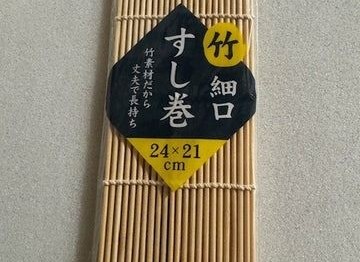 竹
細口
すし巻
竹素材だから
丈夫で長持ち
24×21
cm